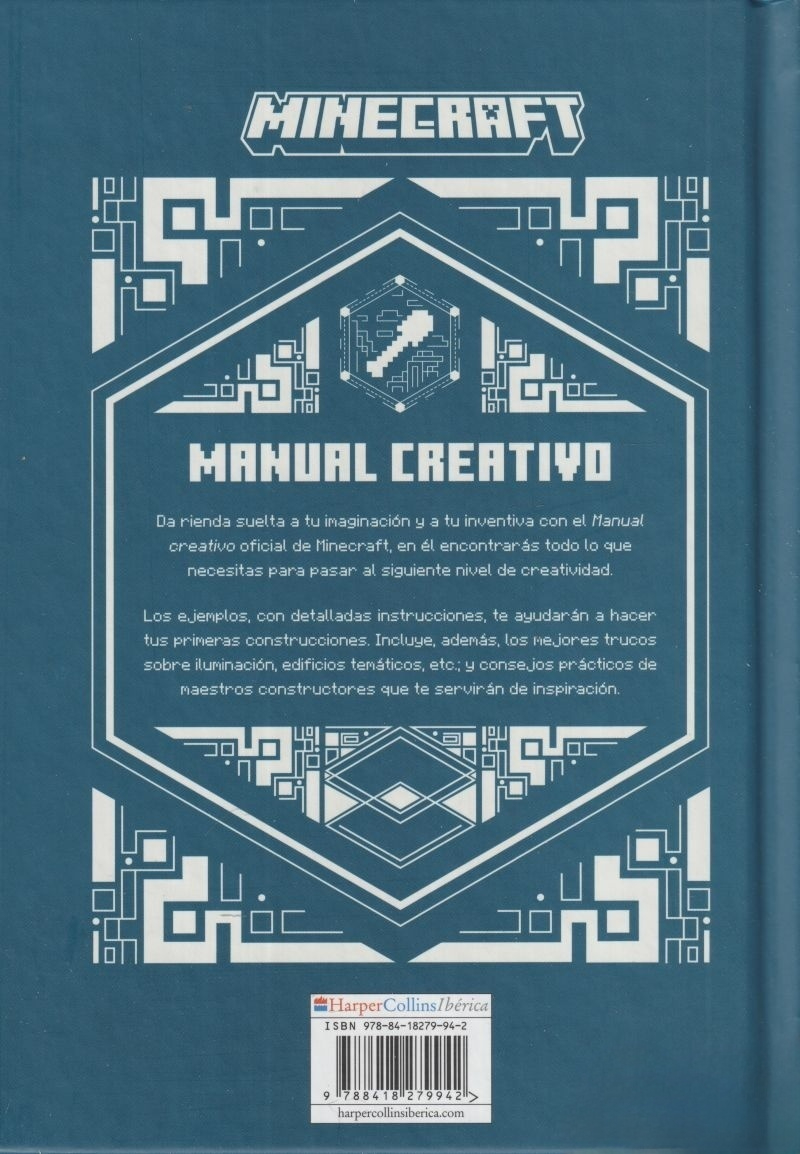 MINECRAFT
MANUAL CREATIVO
Da rienda suelta a tu imaginación y a tu inventiva con el Manual
creativo oficial de Minecraft, en él encontrarás todo lo que
necesitas para pasar al siguiente nivel de creatividad.
Los ejemplos, con detalladas instrucciones, te ayudarán a hacer
tus primeras construcciones. Incluye, además, los mejores trucos
sobre iluminación, edificios temáticos, etc.; y consejos prácticos de
maestros constructores que te servirán de inspiración.
HarperCollinsIbérica
ISBN 978-84-18279-94-2
9 788418 279942 >
harpercollinsiberica.com